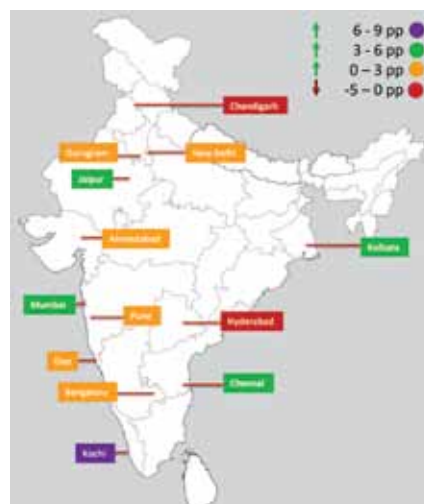 6 - 9 pp
3 - 6 pp
0 – 3 pp
-5 – 0 pp
Chandigarh
Gurugram
New Delhi
Jaipur
Ahmedabad
Kolkata
Mumbai
Pune
Hyderabad
Goa
Chennai
Bengaluru
Kochi